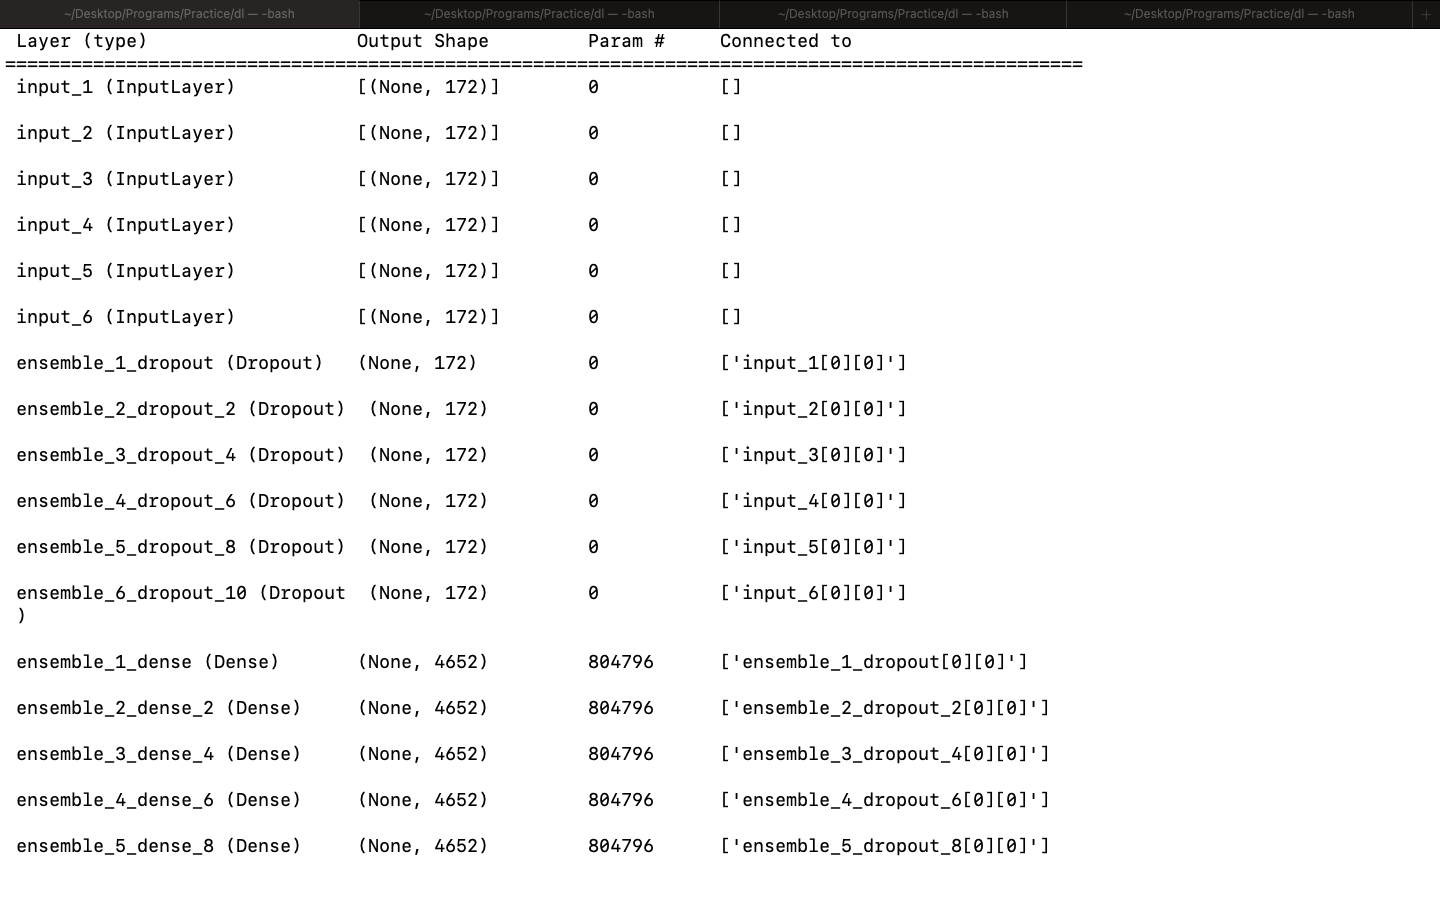 ~/Desktop/Programs/Practice/dl — -bash ~/Desktop/Programs/Practice/dl — -bash ~/Desktop/Programs/Practice/dl — -bash ~/Desktop/Programs/Practice/dl — -bash +
Layer (type) Output Shape Param # Connected to
==================================================================================================
input_1 (InputLayer) [(None, 172)] 0 []
input_2 (InputLayer) [(None, 172)] 0 []
input_3 (InputLayer) [(None, 172)] 0 []
input_4 (InputLayer) [(None, 172)] 0 []
input_5 (InputLayer) [(None, 172)] 0 []
input_6 (InputLayer) [(None, 172)] 0 []
ensemble_1_dropout (Dropout) (None, 172) 0 ['input_1[0][0]']
ensemble_2_dropout_2 (Dropout) (None, 172) 0 ['input_2[0][0]']
ensemble_3_dropout_4 (Dropout) (None, 172) 0 ['input_3[0][0]']
ensemble_4_dropout_6 (Dropout) (None, 172) 0 ['input_4[0][0]']
ensemble_5_dropout_8 (Dropout) (None, 172) 0 ['input_5[0][0]']
ensemble_6_dropout_10 (Dropout (None, 172) 0 ['input_6[0][0]']
)
ensemble_1_dense (Dense) (None, 4652) 804796 ['ensemble_1_dropout[0][0]']
ensemble_2_dense_2 (Dense) (None, 4652) 804796 ['ensemble_2_dropout_2[0][0]']
ensemble_3_dense_4 (Dense) (None, 4652) 804796 ['ensemble_3_dropout_4[0][0]']
ensemble_4_dense_6 (Dense) (None, 4652) 804796 ['ensemble_4_dropout_6[0][0]']
ensemble_5_dense_8 (Dense) (None, 4652) 804796 ['ensemble_5_dropout_8[0][0]']